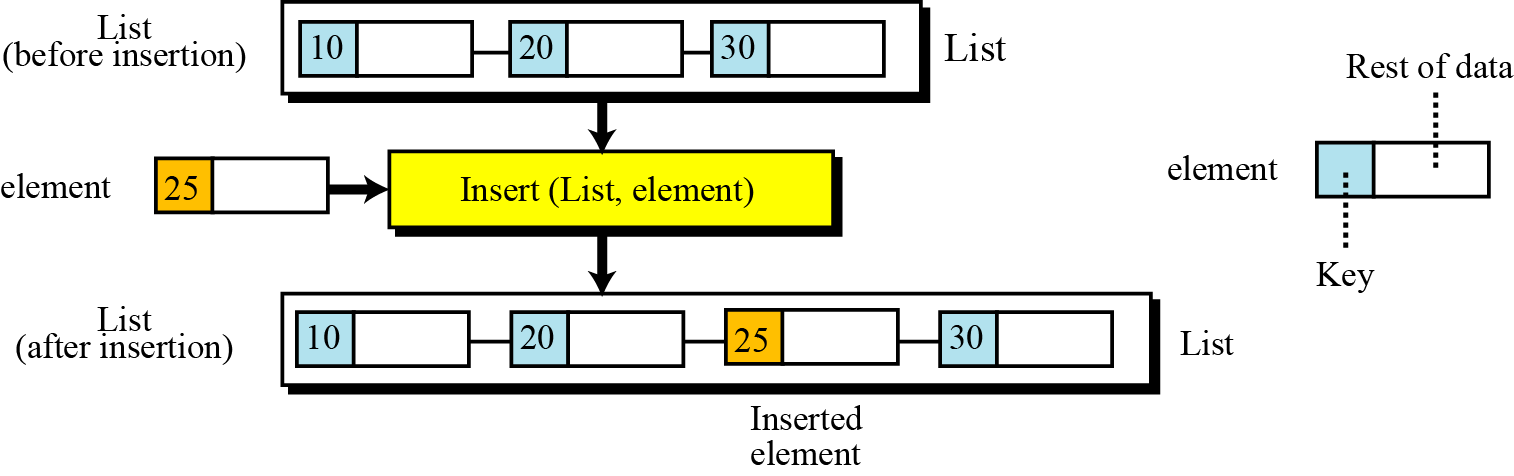 List
(before insertion)
10
20
30
List
Rest of data
element
25
Insert (List, element)
element
Key
List
(after insertion)
10
20
25
30
List
Inserted
element